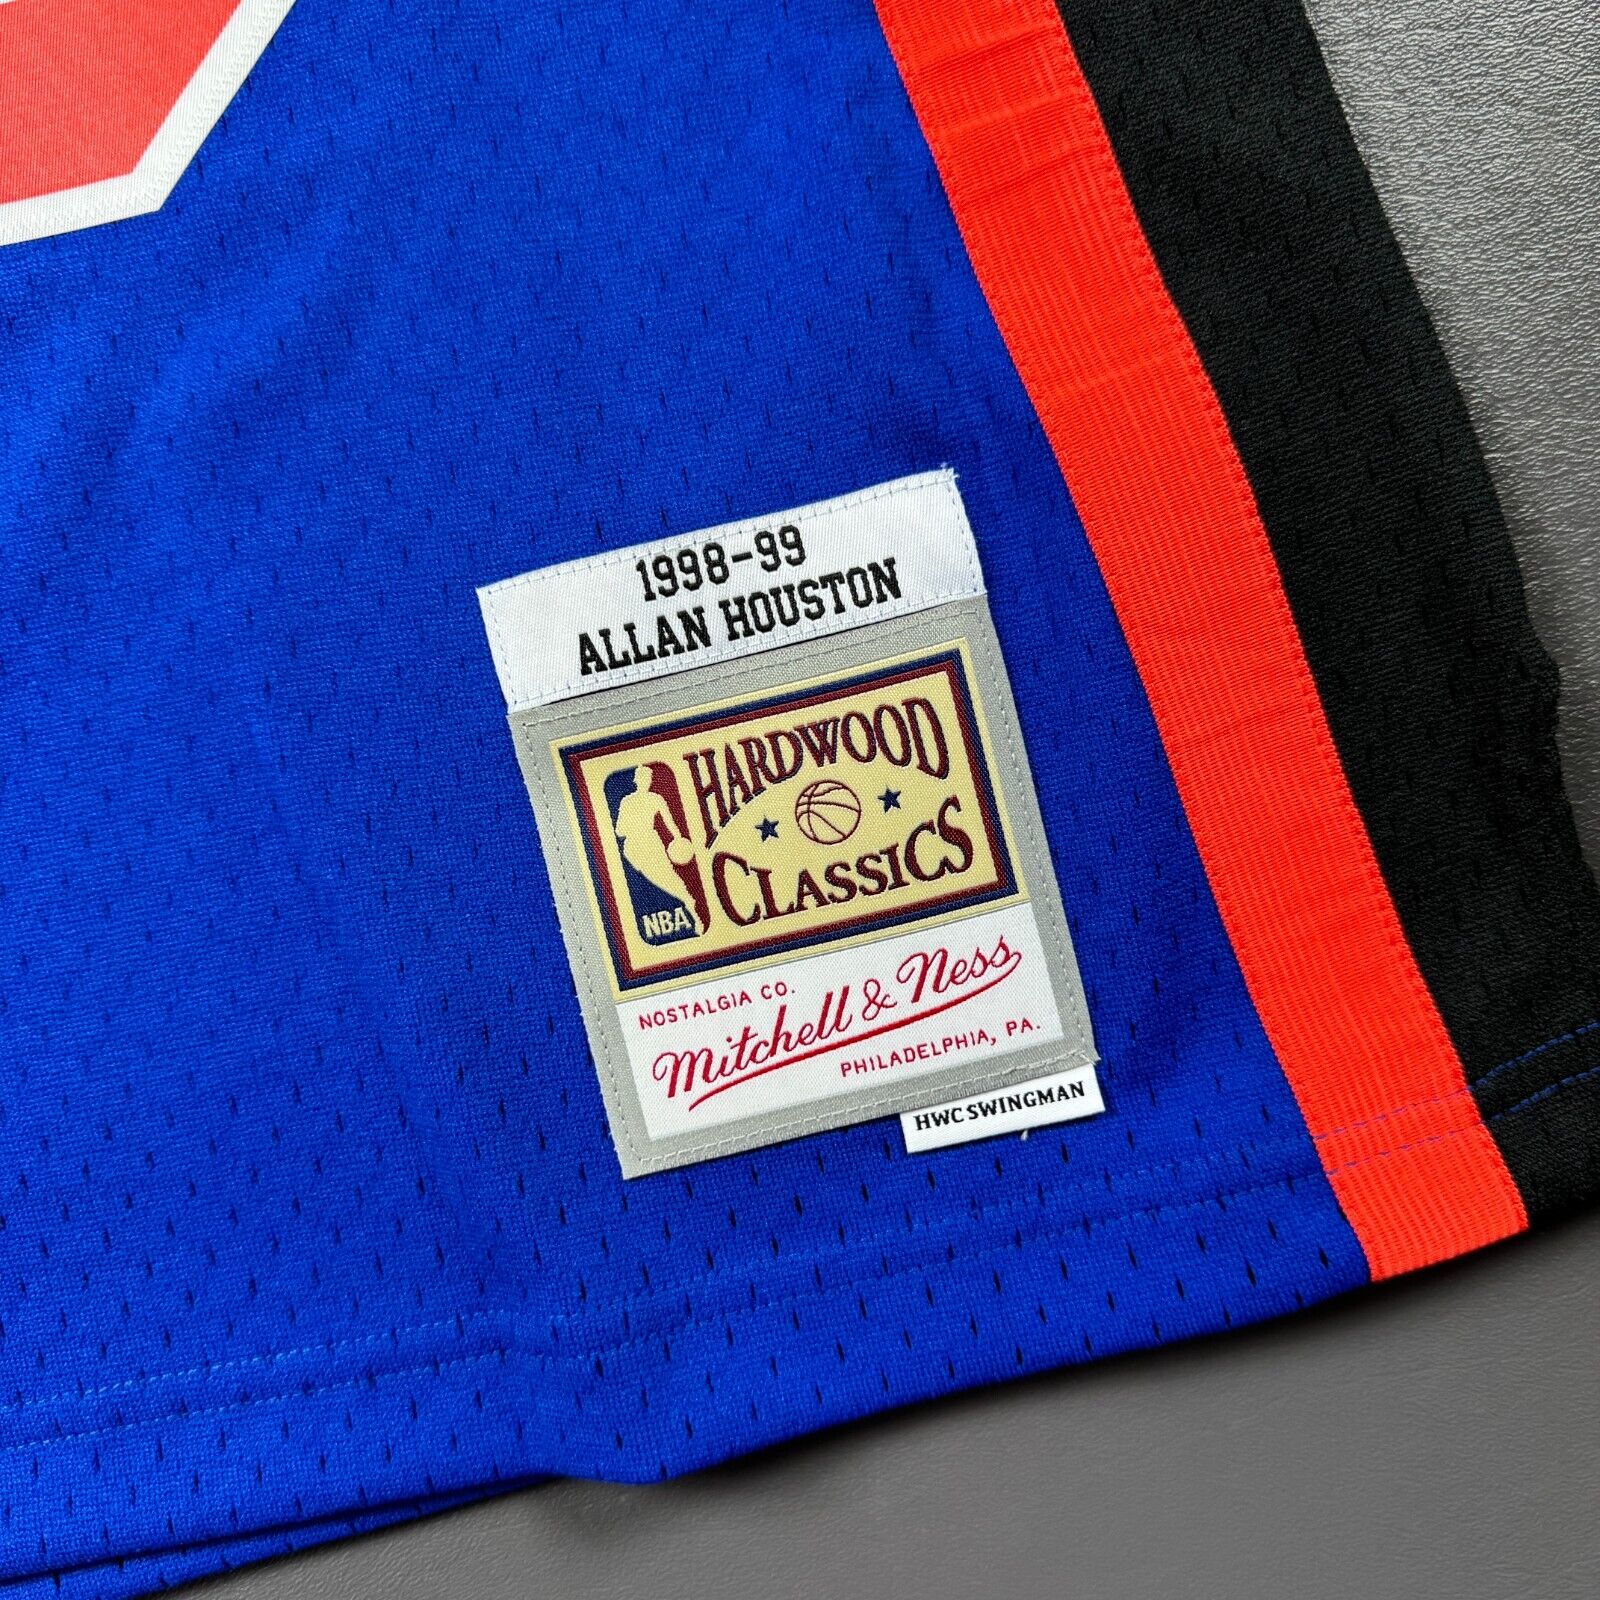 1998-99
ALLAN HOUSTON
HARDWOOD
CLASSICS
NBA
NOSTALGIA CO.
Mitchell & Ness
PHILADELPHIA, PA.
HWC SWINGMAN